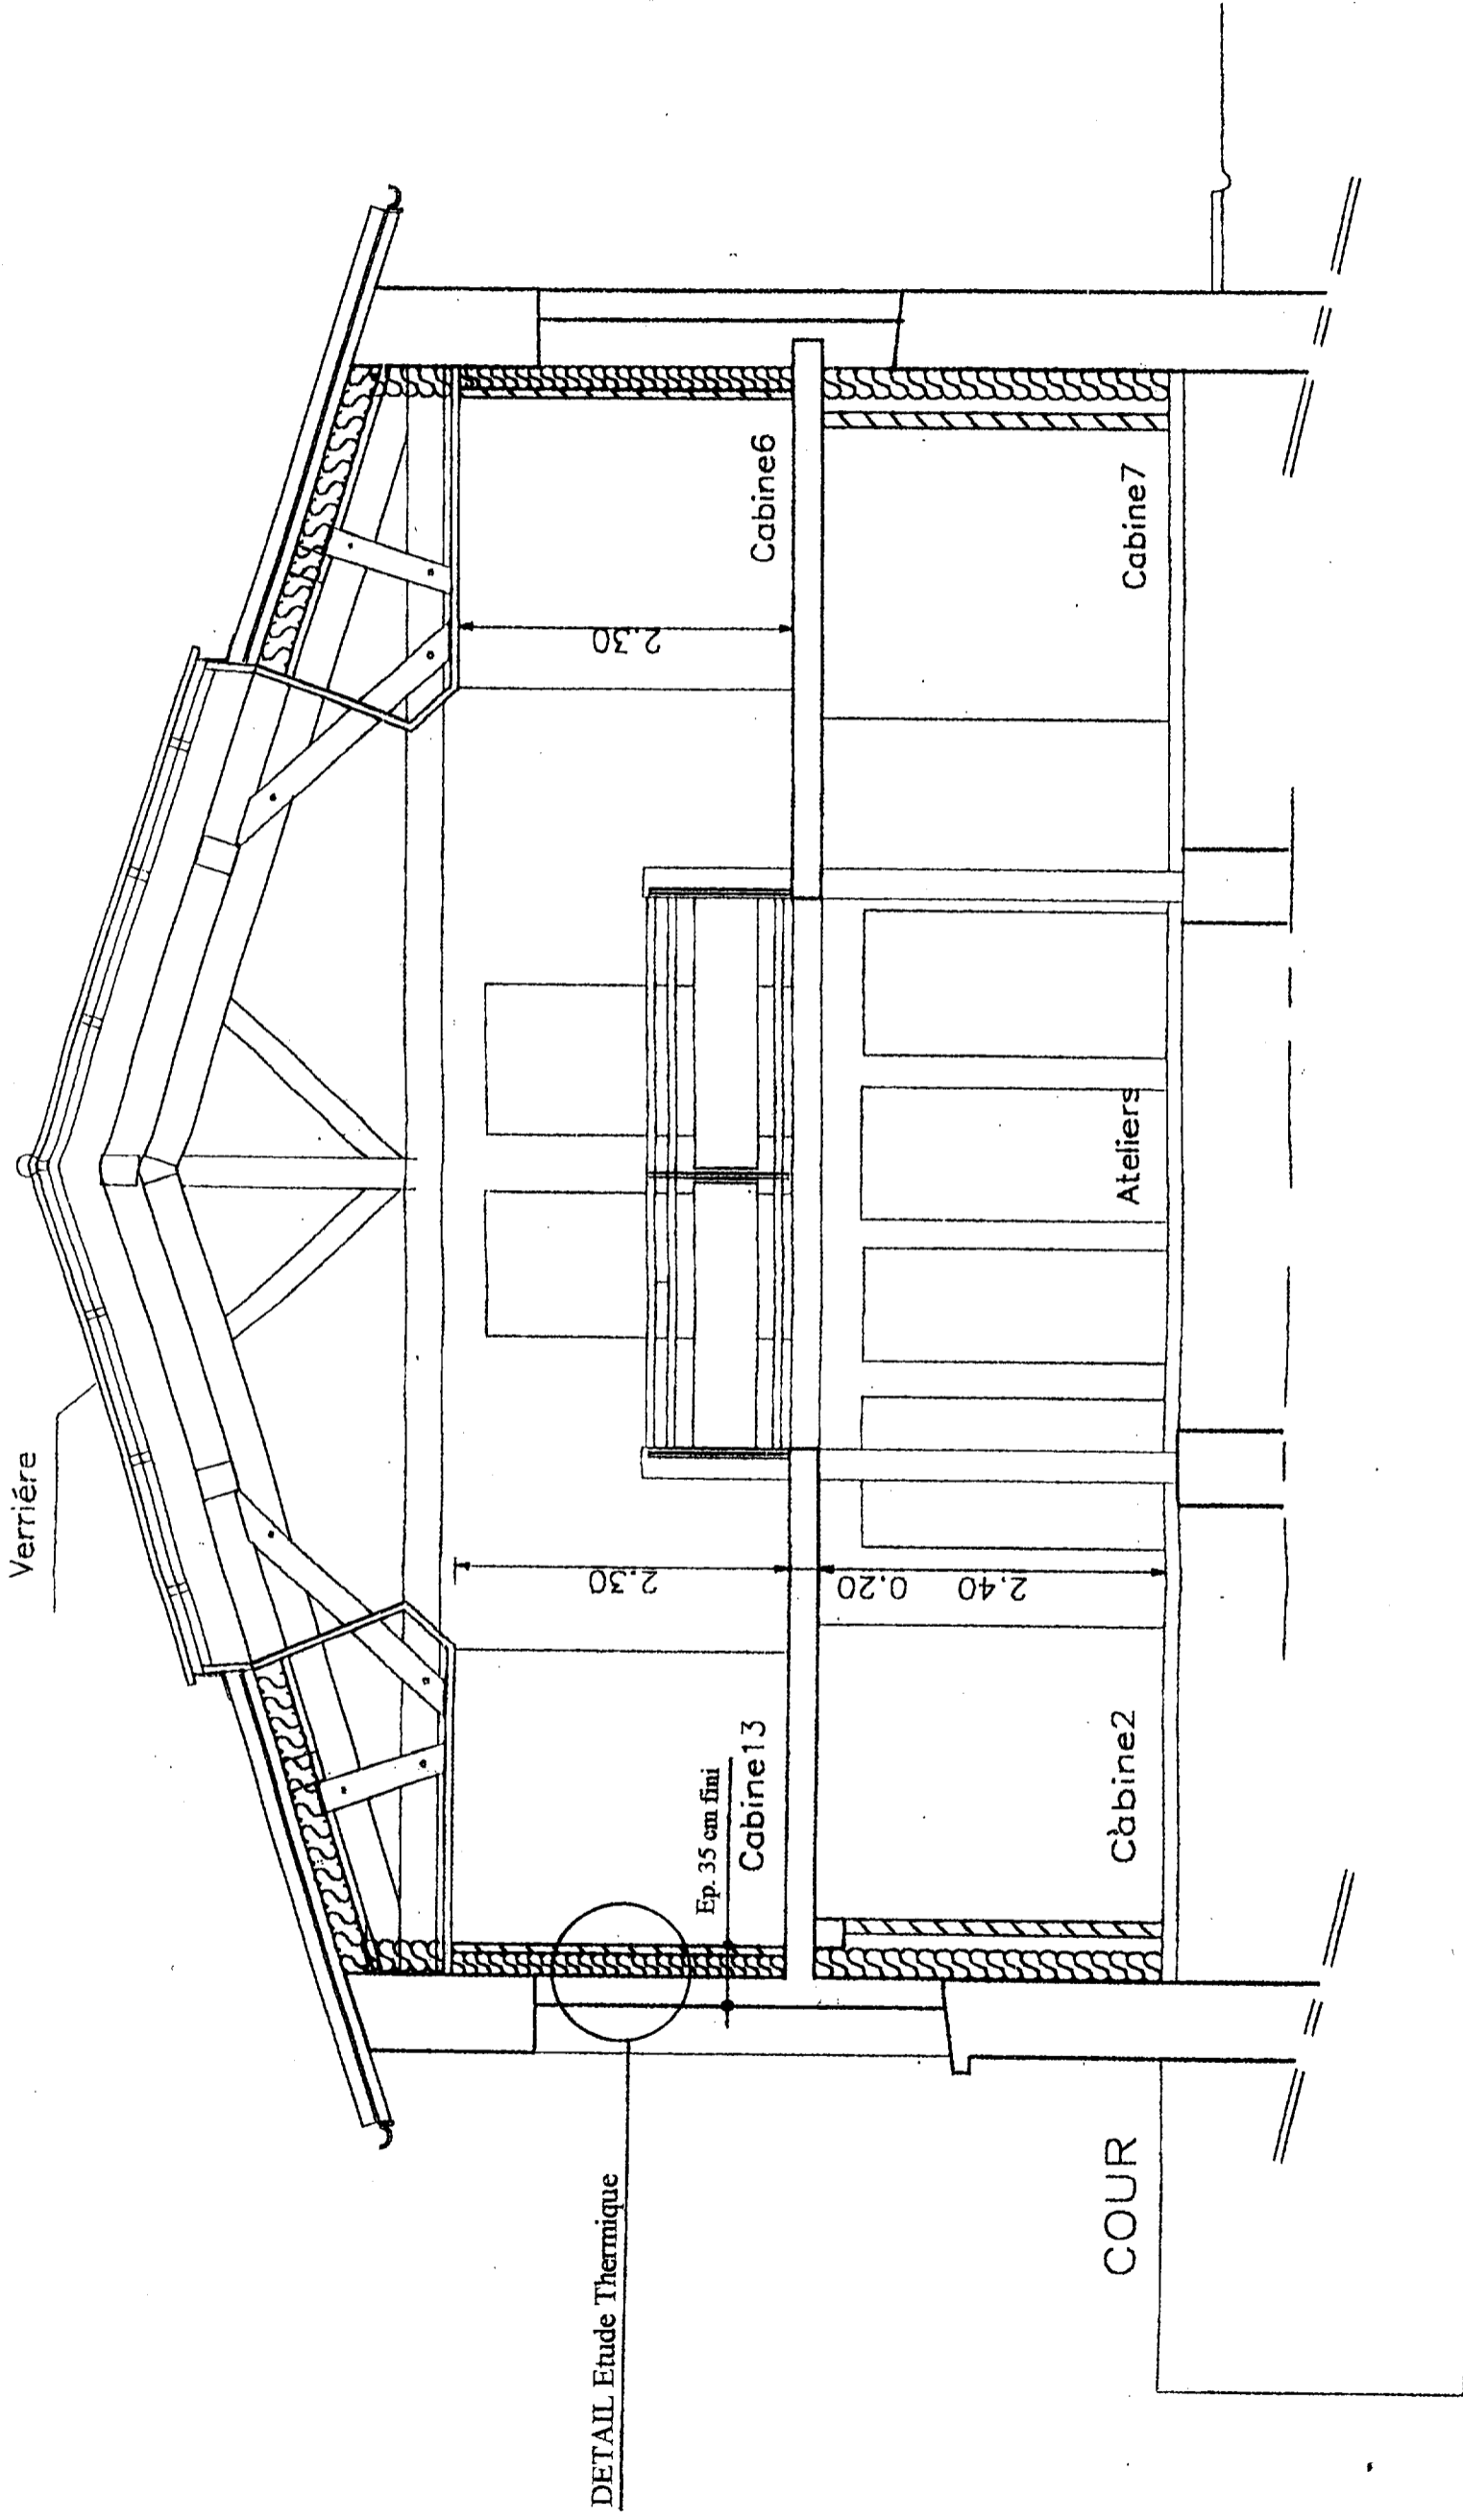 Verriére
DETAIL Etude Thermique
2.30
2.30
Ep. 35 cm fini
Cabine13
Cabine6
0.20
2.40
COUR
Cabine2
Ateliers
Cabine7